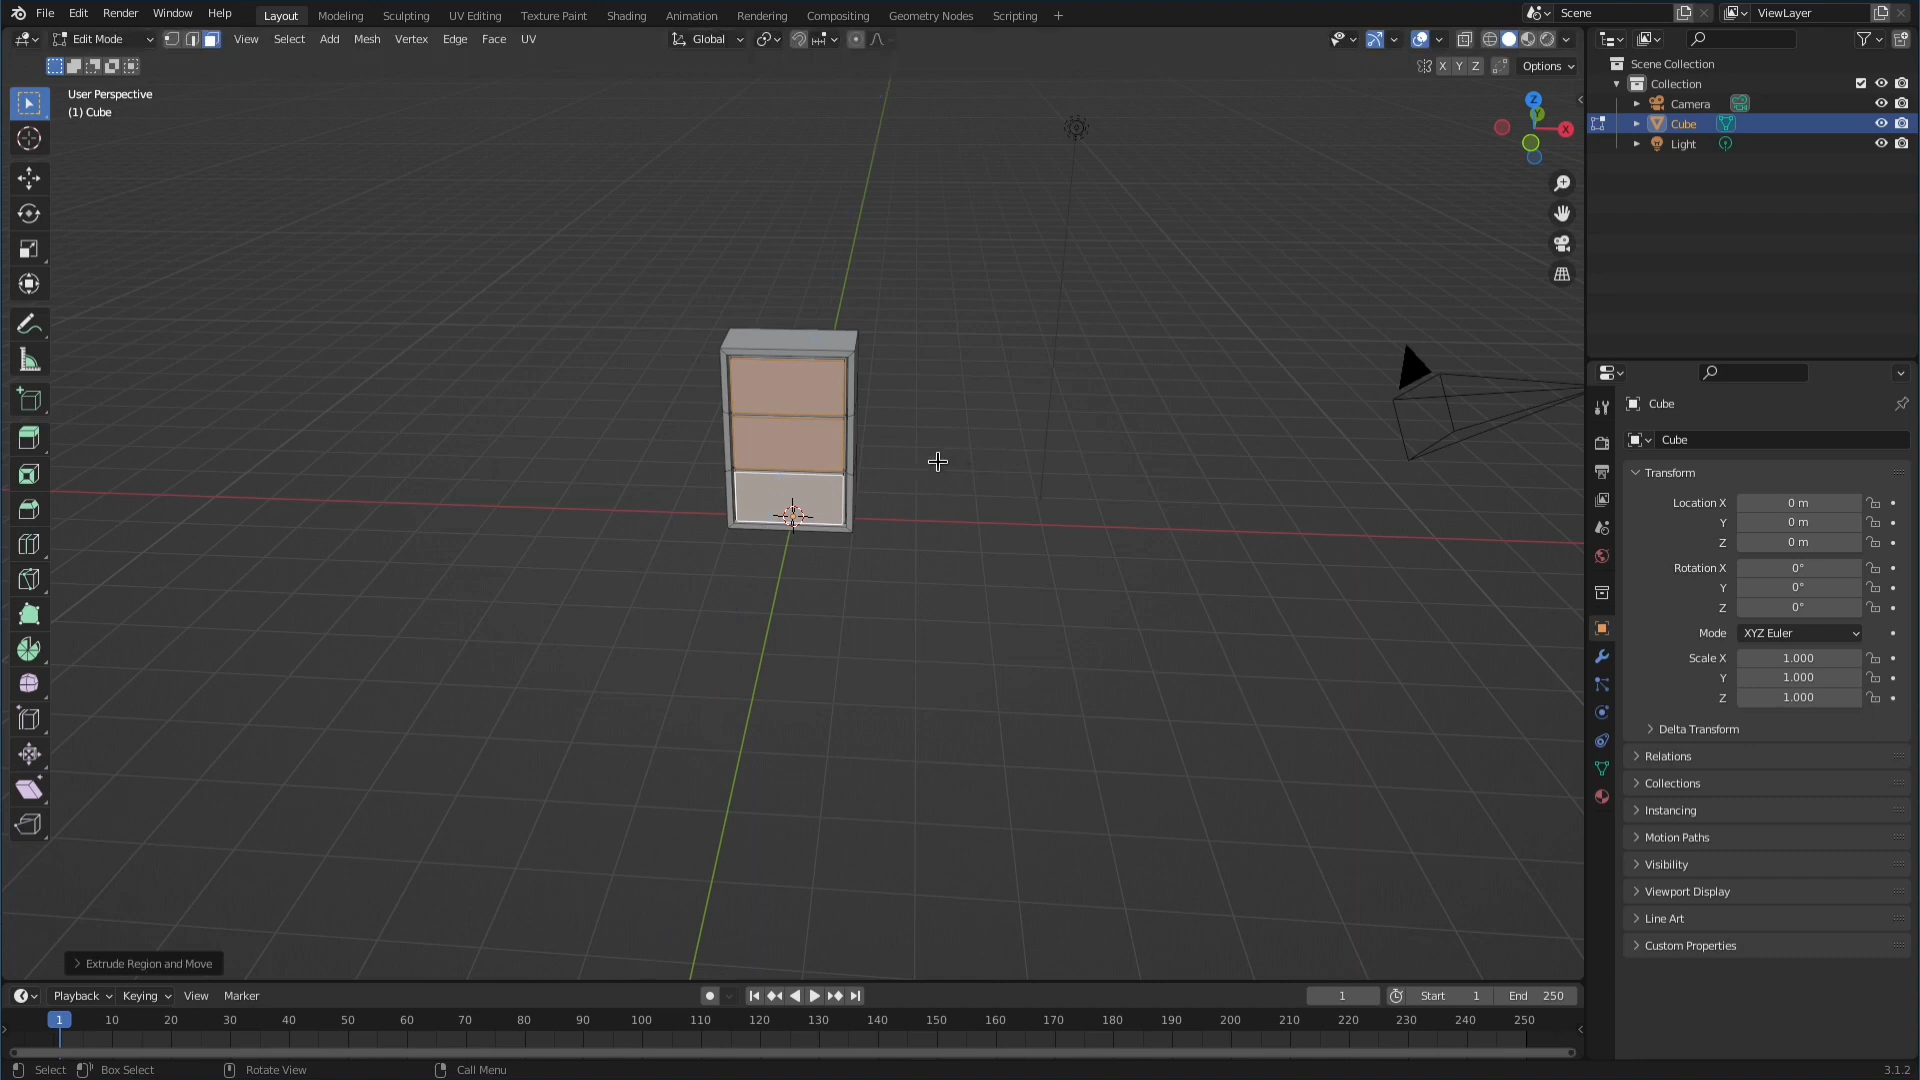 File Edit Render Window Help Layout Modeling Sculpting UV Editing Texture Paint Shading Animation Rendering Compositing Geometry Nodes Scripting + Scene ViewLayer
Edit Mode View Select Add Mesh Vertex Edge Face UV Global
X Y Z Options
User Perspective
(1) Cube
Z
Y
X
Scene Collection
Collection
Camera
Cube
Light
Cube
Cube
Transform
Location X 0 m
Y 0 m
Z 0 m
Rotation X 0°
Y 0°
Z 0°
Mode XYZ Euler
Scale X 1.000
Y 1.000
Z 1.000
Delta Transform
Relations
Collections
Instancing
Motion Paths
Visibility
Viewport Display
Line Art
Custom Properties
Extrude Region and Move
Playback Keying View Marker 1 Start 1 End 250
1 10 20 30 40 50 60 70 80 90 100 110 120 130 140 150 160 170 180 190 200 210 220 230 240 250
Select Box Select Rotate View Call Menu 3.1.2